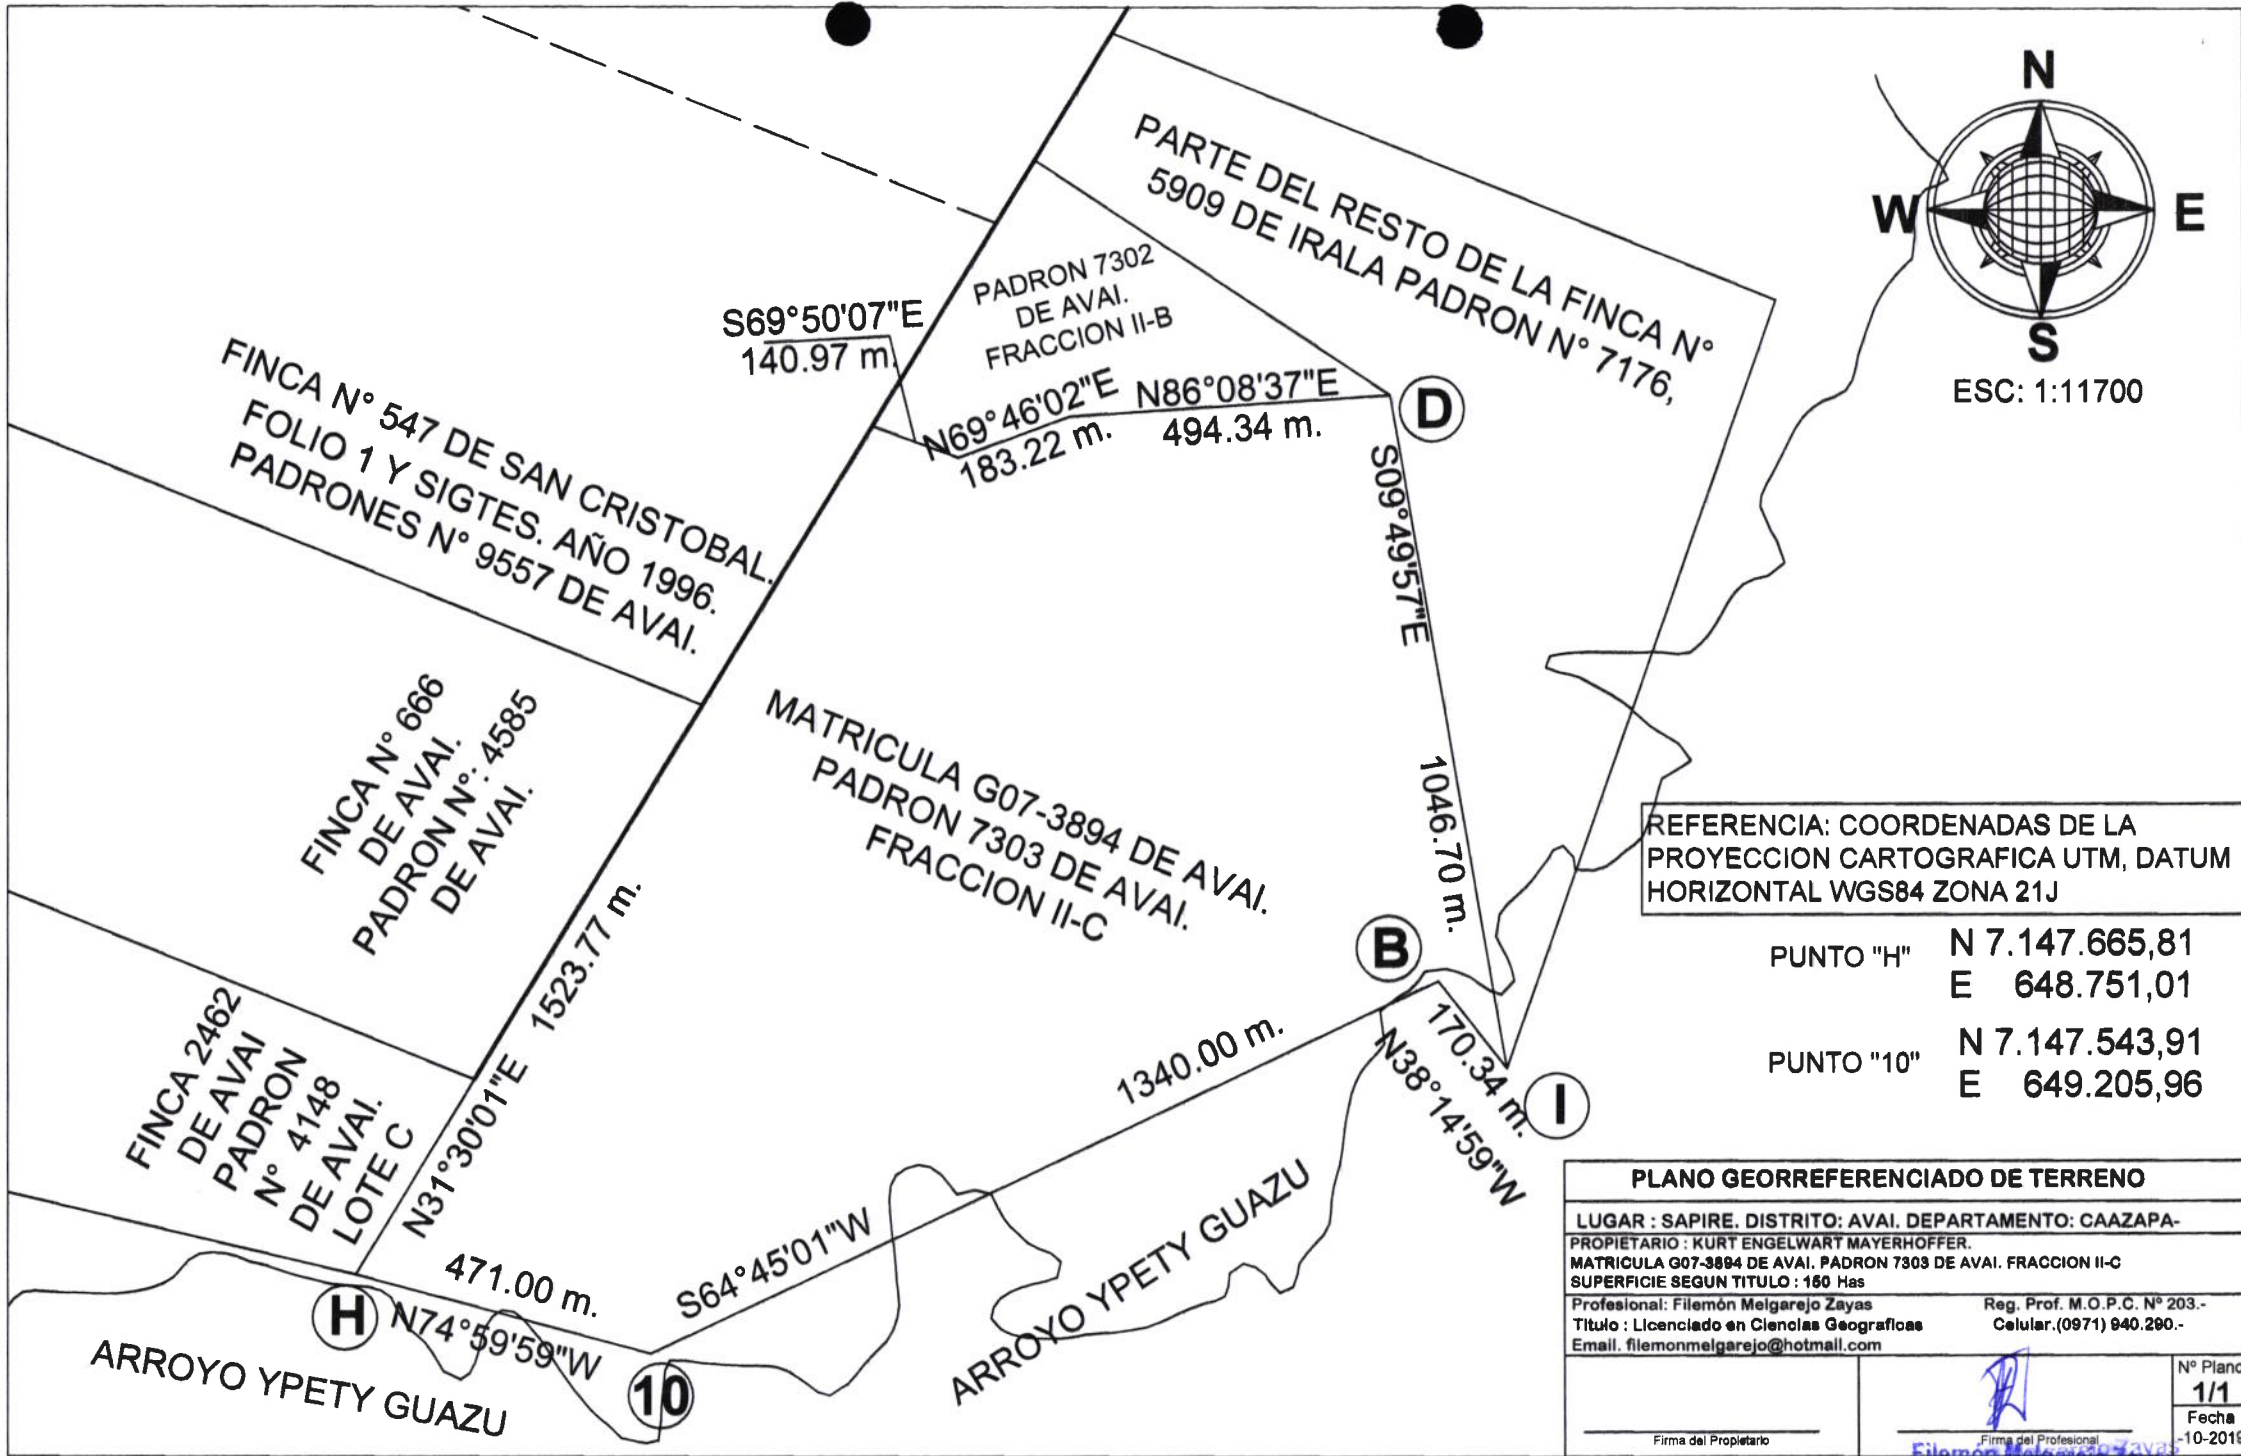 N
W
E
S
ESC: 1:11700
PARTE DEL RESTO DE LA FINCA N°
5909 DE IRALA PADRON N° 7176,
PADRON 7302
DE AVAI.
FRACCION II-B
S69°50'07"E
140.97 m.
N69°46'02"E
183.22 m.
N86°08'37"E
494.34 m.
D
FINCA N° 547 DE SAN CRISTOBAL.
FOLIO 1 Y SIGTES. AÑO 1996.
PADRONES N° 9557 DE AVAI.
S09°49'57"E
1046.70 m.
FINCA N° 666
DE AVAI.
PADRON N°: 4585
DE AVAI.
MATRICULA G07-3894 DE AVAI.
PADRON 7303 DE AVAI.
FRACCION II-C
REFERENCIA: COORDENADAS DE LA
PROYECCION CARTOGRAFICA UTM, DATUM
HORIZONTAL WGS84 ZONA 21J
PUNTO "H"
N 7.147.665,81
E 648.751,01
PUNTO "10"
N 7.147.543,91
E 649.205,96
B
170.34 m.
N38°14'59"W
I
FINCA 2462
DE AVAI
PADRON
N° 4148
DE AVAI.
LOTE C
N31°30'01"E 1523.77 m.
1340.00 m.
S64°45'01"W
471.00 m.
N74°59'59"W
H
10
ARROYO YPETY GUAZU
ARROYO YPETY GUAZU
PLANO GEORREFERENCIADO DE TERRENO
LUGAR : SAPIRE. DISTRITO: AVAI. DEPARTAMENTO: CAAZAPA-
PROPIETARIO : KURT ENGELWART MAYERHOFFER.
MATRICULA G07-3894 DE AVAI. PADRON 7303 DE AVAI. FRACCION II-C
SUPERFICIE SEGUN TITULO : 150 Has
Profesional: Filemón Melgarejo Zayas
Reg. Prof. M.O.P.C. Nº 203.-
Titulo : Licenciado en Ciencias Geograficas
Celular.(0971) 940.290.-
Email. filemonmelgarejo@hotmail.com
Nº Plano
1/1
Fecha
-10-2019
Firma del Propietario
Firma del Profesional
Filemón Melgarejo Zayas